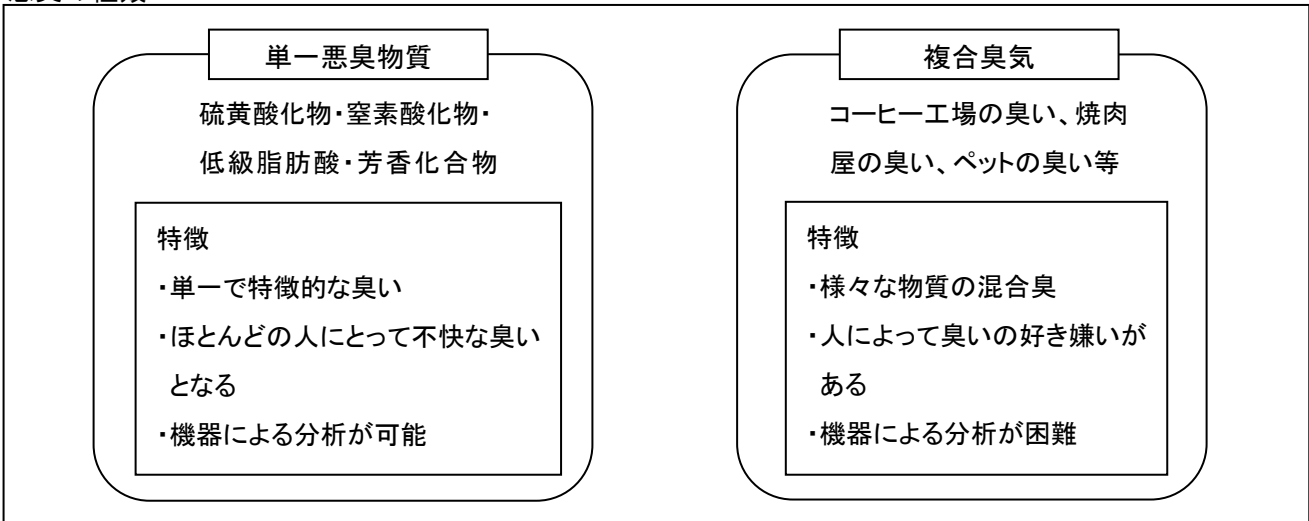 単一悪臭物質
硫黄酸化物・窒素酸化物・
低級脂肪酸・芳香化合物
特徴
・単一で特徴的な臭い
・ほとんどの人にとって不快な臭い
となる
・機器による分析が可能
複合臭気
コーヒー工場の臭い、焼肉
屋の臭い、ペットの臭い等
特徴
・様々な物質の混合臭
・人によって臭いの好き嫌いが
ある
・機器による分析が困難